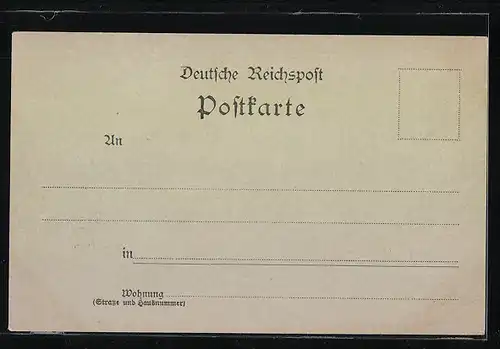 Deutſche Reichspost
Poſtkarte
An
in
Wohnung
(Straße und Hausnummer)